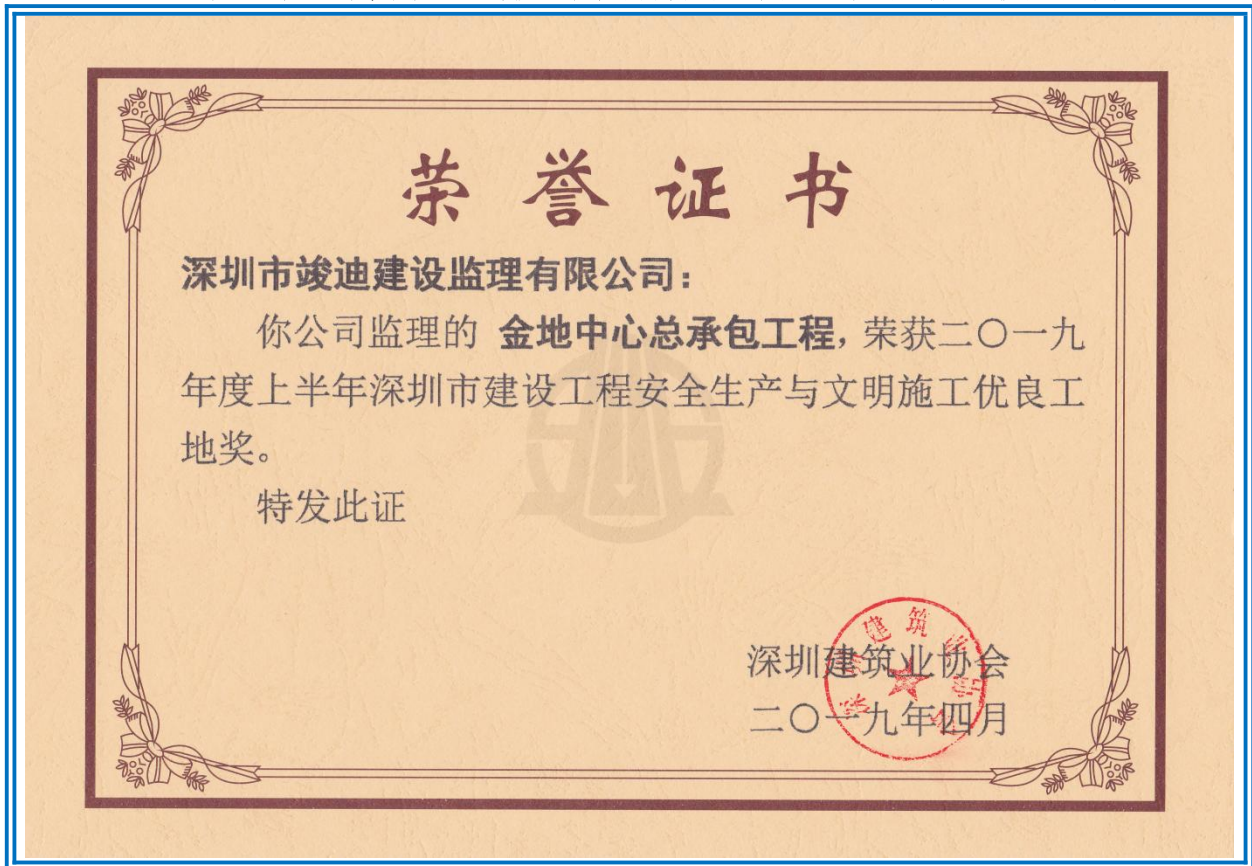 荣誉证书
深圳市竣迪建设监理有限公司：
你公司监理的 金地中心总承包工程，荣获二〇一九
年度上半年深圳市建设工程安全生产与文明施工优良工
地奖。
特发此证
深圳建筑业协会
二〇一九年四月